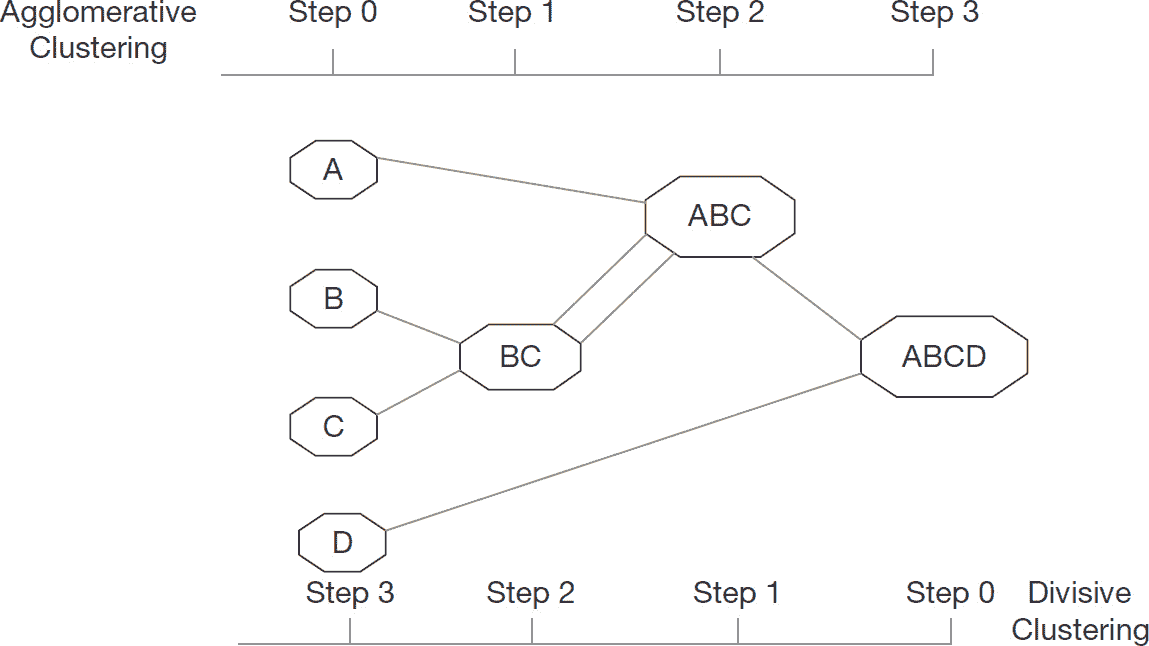 Agglomerative
Clustering
Step 0 Step 1 Step 2 Step 3
A
ABC
B
BC
ABCD
C
D
Step 3 Step 2 Step 1 Step 0
Divisive
Clustering